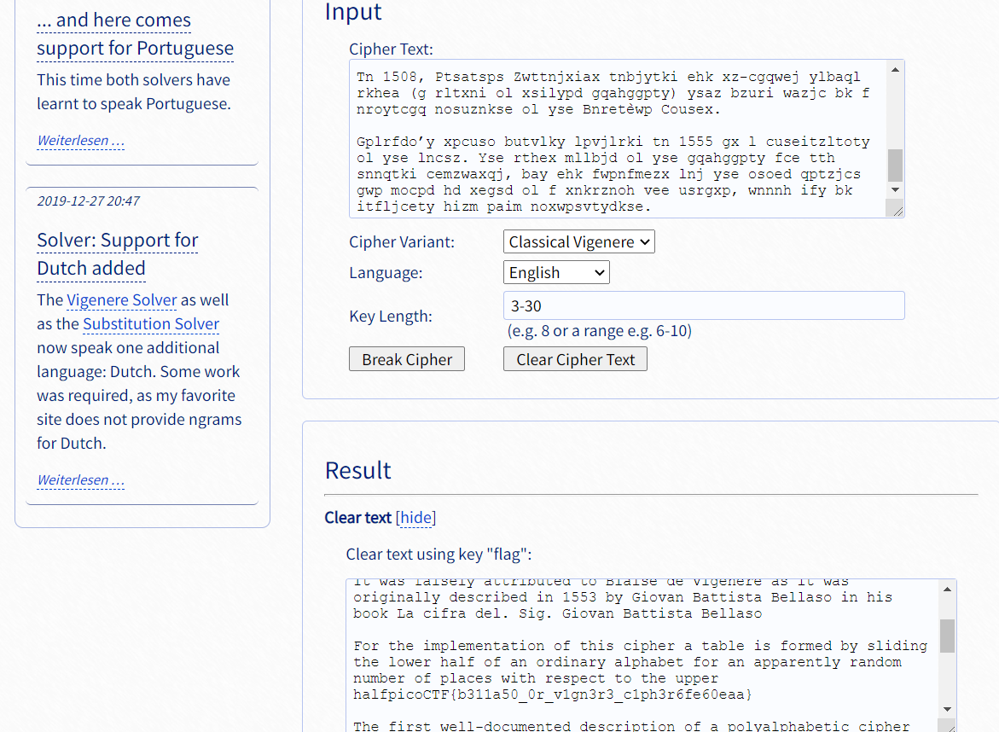 ... and here comes
support for Portuguese
This time both solvers have
learnt to speak Portuguese.
Weiterlesen …
2019-12-27 20:47
Solver: Support for
Dutch added
The Vigenere Solver as well
as the Substitution Solver
now speak one additional
language: Dutch. Some work
was required, as my favorite
site does not provide ngrams
for Dutch.
Weiterlesen …
Input
Cipher Text:
Tn 1508, Ptsatsps Zwttnjxiax tnbjytki ehk xz-cgqwej ylbaql
rkhea (g rltxni ol xsilypd gqahggpty) ysaz bzuri wazjc bk f
nroytcgq nosuznkse ol yse Bnretèwp Cousex.
Gplrfdo’y xpcuso butvlky lpvjlrki tn 1555 gx l cuseitzltoty
ol yse lncsz. Yse rthex mllbjd ol yse gqahggpty fce tth
snnqtki cemzwaxqj, bay ehk fwpnfmezx lnj yse osoed qptzjcs
gwp mocpd hd xegsd ol f xnkrznoh vee usrgxp, wnnnh ify bk
itfljcety hizm paim noxwpsvtydkse.
Cipher Variant:
Classical Vigenere
Language:
English
Key Length:
3-30
(e.g. 8 or a range e.g. 6-10)
Break Cipher
Clear Cipher Text
Result
Clear text [hide]
Clear text using key "flag":
It was falsely attributed to Blaise de Vigenère as it was
originally described in 1553 by Giovan Battista Bellaso in his
book La cifra del. Sig. Giovan Battista Bellaso
For the implementation of this cipher a table is formed by sliding
the lower half of an ordinary alphabet for an apparently random
number of places with respect to the upper
halfpicoCTF{b311a50_0r_v1gn3r3_c1ph3r6fe60eaa}
The first well-documented description of a polyalphabetic cipher